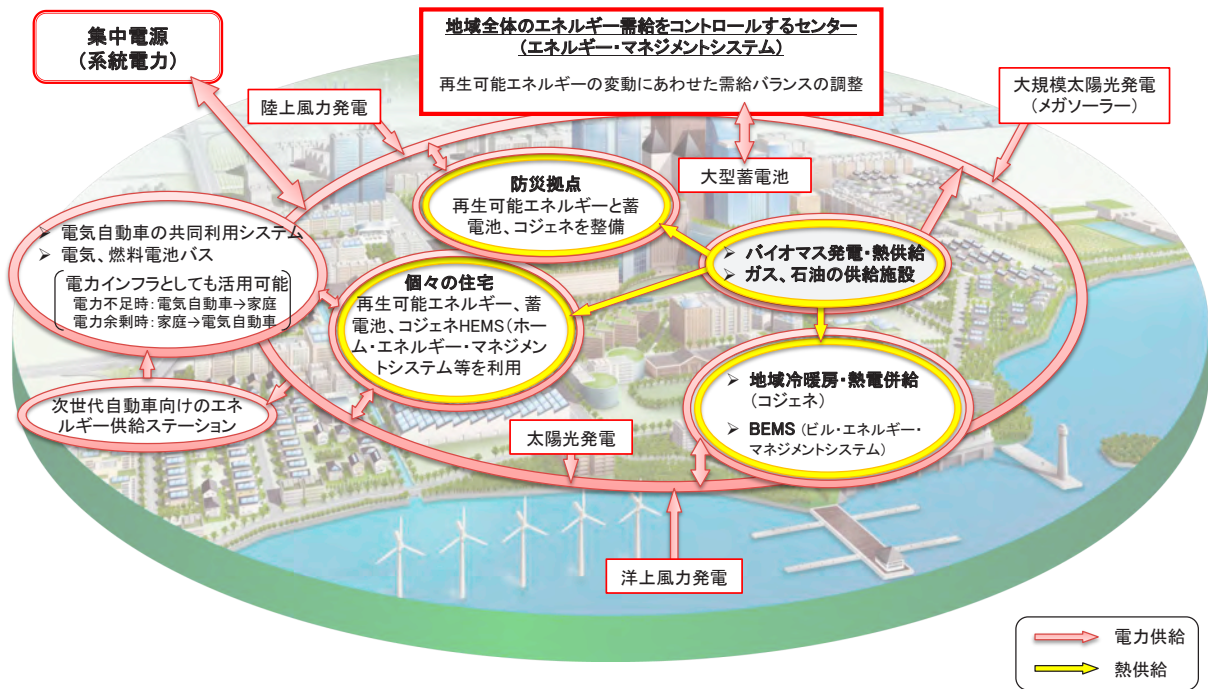 集中電源
（系統電力）
地域全体のエネルギー需給をコントロールするセンター
（エネルギー・マネジメントシステム）
再生可能エネルギーの変動にあわせた需給バランスの調整
大規模太陽光発電
（メガソーラー）
陸上風力発電
大型蓄電池
防災拠点
再生可能エネルギーと蓄
電池、コジェネを整備
➢ 電気自動車の共同利用システム
➢ 電気、燃料電池バス
電力インフラとしても活用可能
電力不足時：電気自動車→家庭
電力余剰時：家庭→電気自動車
個々の住宅
再生可能エネルギー、蓄
電池、コジェネHEMS（ホー
ム・エネルギー・マネジメント
システム等を利用
➢ バイオマス発電・熱供給
➢ ガス、石油の供給施設
➢ 地域冷暖房・熱電併給
（コジェネ）
➢ BEMS（ビル・エネルギー・
マネジメントシステム）
次世代自動車向けのエネ
ルギー供給ステーション
太陽光発電
洋上風力発電
電力供給
熱供給